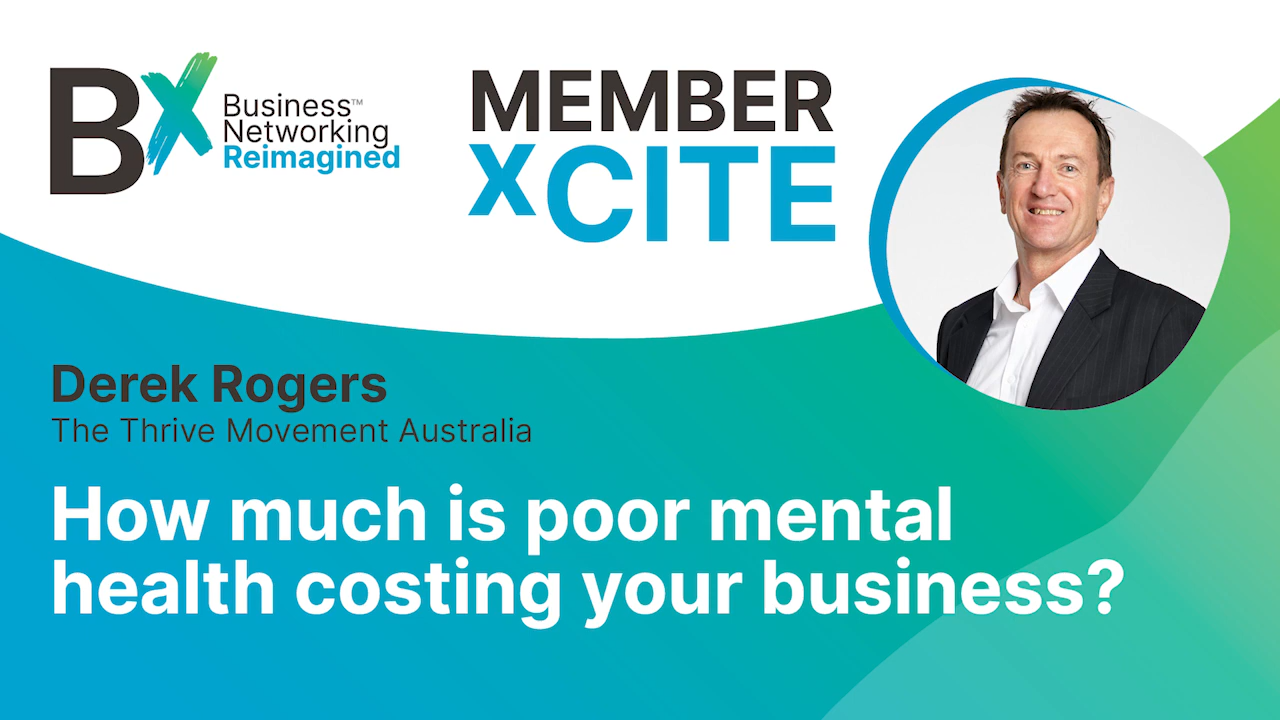 BX
Business™
Networking
Reimagined
MEMBER
XCITE
Derek Rogers
The Thrive Movement Australia
How much is poor mental
health costing your business?